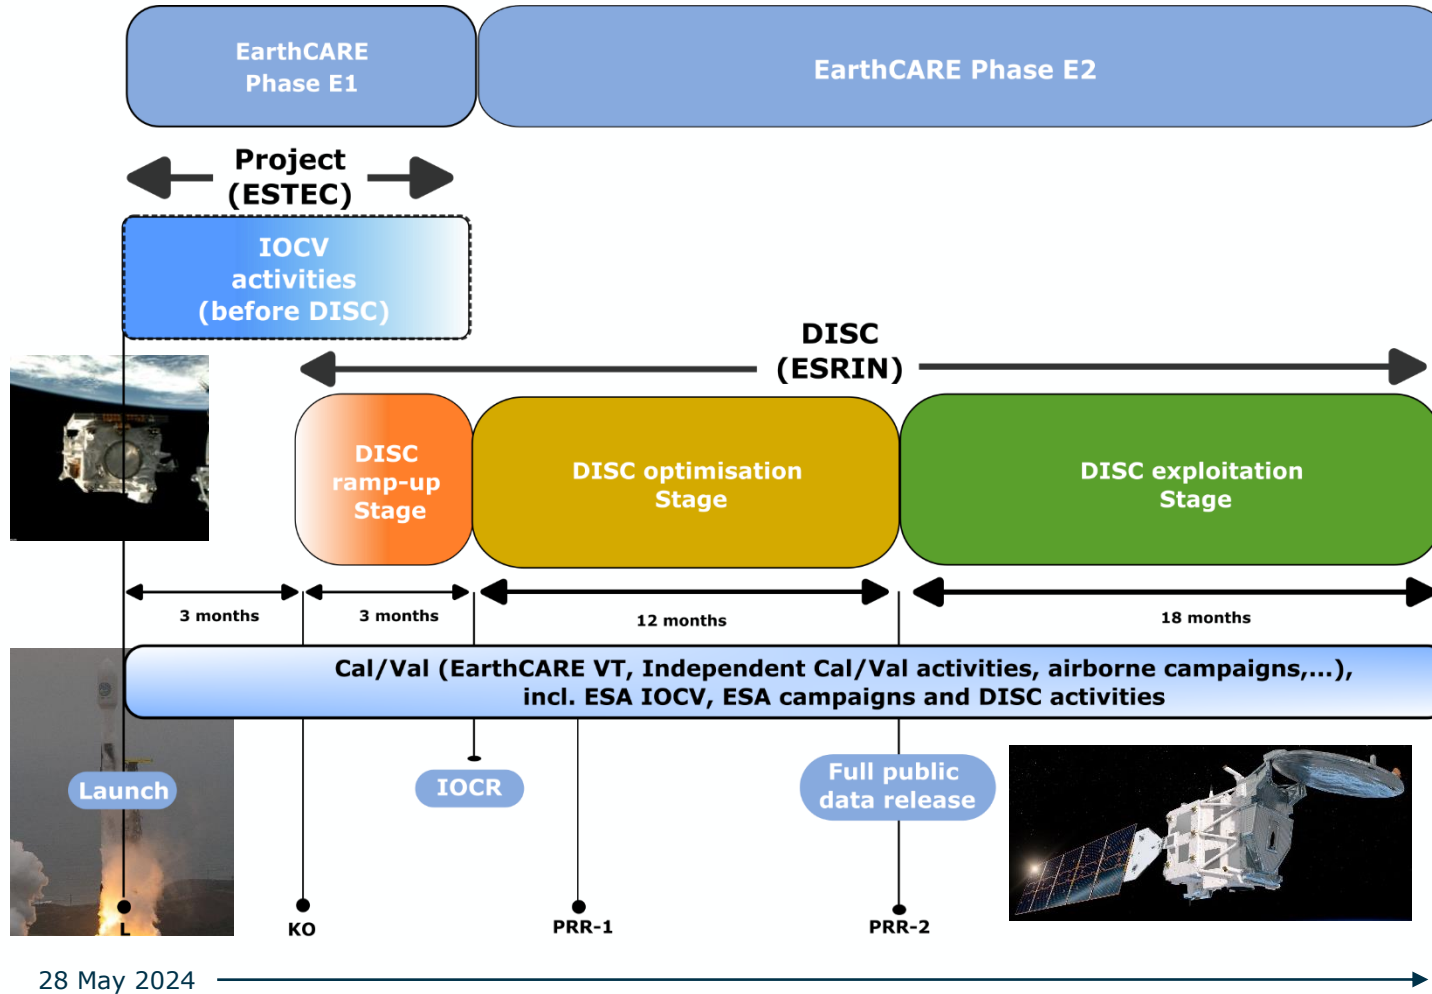 EarthCARE
Phase E1
EarthCARE Phase E2
Project
(ESTEC)
IOCV
activities
(before DISC)
DISC
(ESRIN)
DISC
ramp-up
Stage
DISC optimisation
Stage
DISC exploitation
Stage
3 months
3 months
12 months
18 months
Cal/Val (EarthCARE VT, Independent Cal/Val activities, airborne campaigns,...),
incl. ESA IOCV, ESA campaigns and DISC activities
Launch
IOCR
Full public
data release
L
KO
PRR-1
PRR-2
28 May 2024